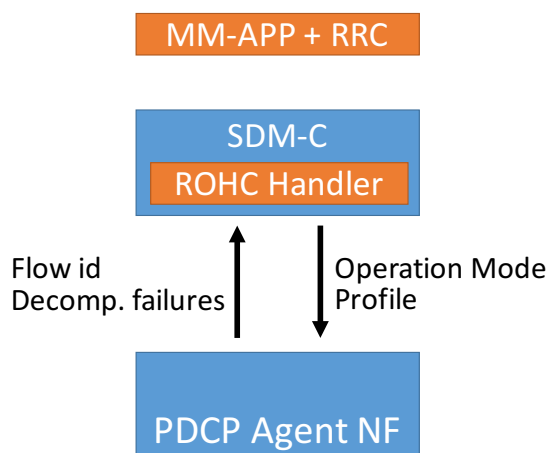 MM-APP + RRC
SDM-C
ROHC Handler
Flow id
Decomp. failures
Operation Mode
Profile
PDCP Agent NF